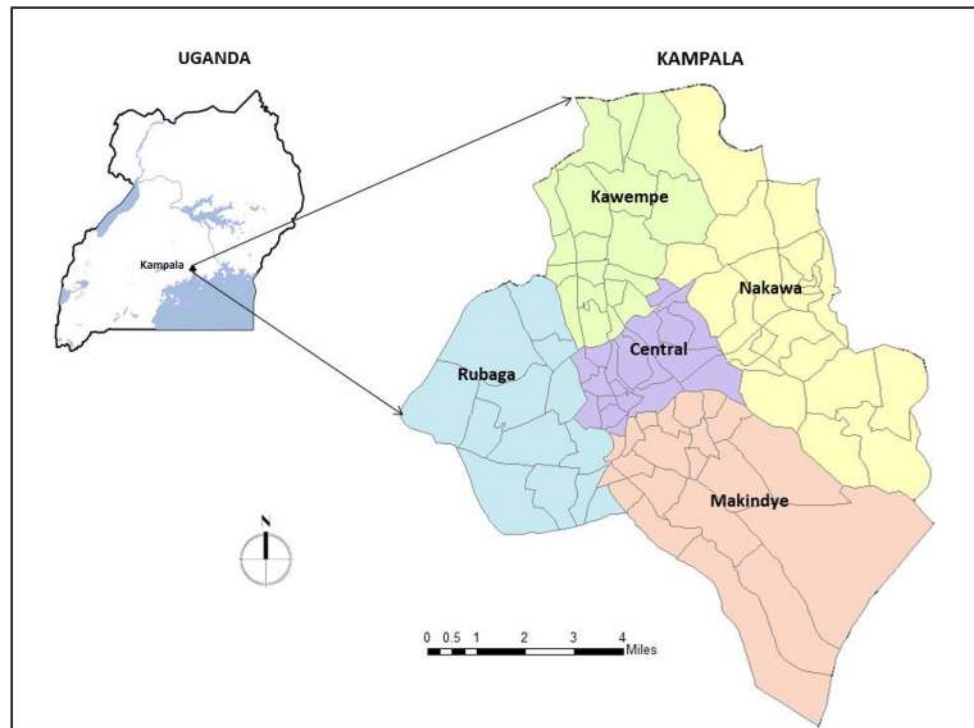 UGANDA
KAMPALA
Kawempe
Kampala
Nakawa
Central
Rubaga
Makindye
N
0 0.5 1 2 3 4
Miles